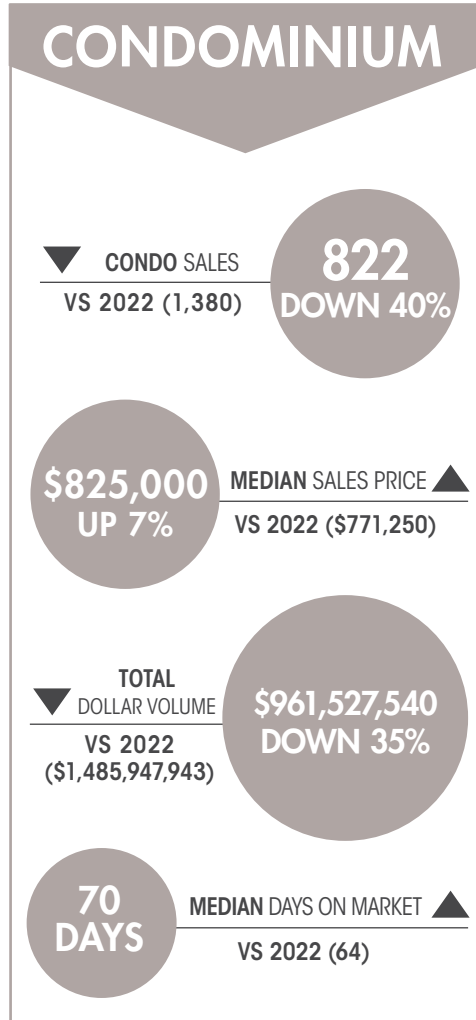 CONDOMINIUM
CONDO SALES
VS 2022 (1,380)
822
DOWN 40%
$825,000
UP 7%
MEDIAN SALES PRICE
VS 2022 ($771,250)
TOTAL
DOLLAR VOLUME
VS 2022
($1,485,947,943)
$961,527,540
DOWN 35%
70
DAYS
MEDIAN DAYS ON MARKET
VS 2022 (64)